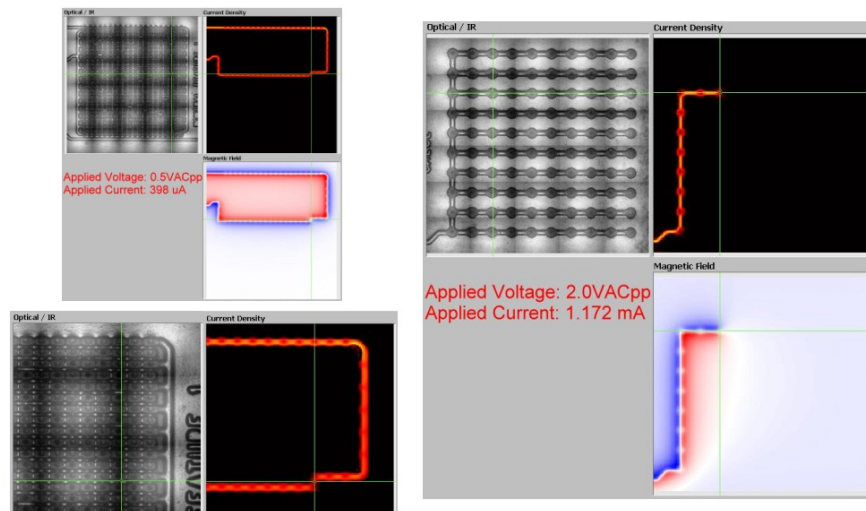 Optical / IR
Current Density
Magnetic Field
Applied Voltage: 0.5VACpp
Applied Current: 398 uA
Optical / IR
Current Density
Optical / IR
Current Density
Magnetic Field
Applied Voltage: 2.0VACpp
Applied Current: 1.172 mA